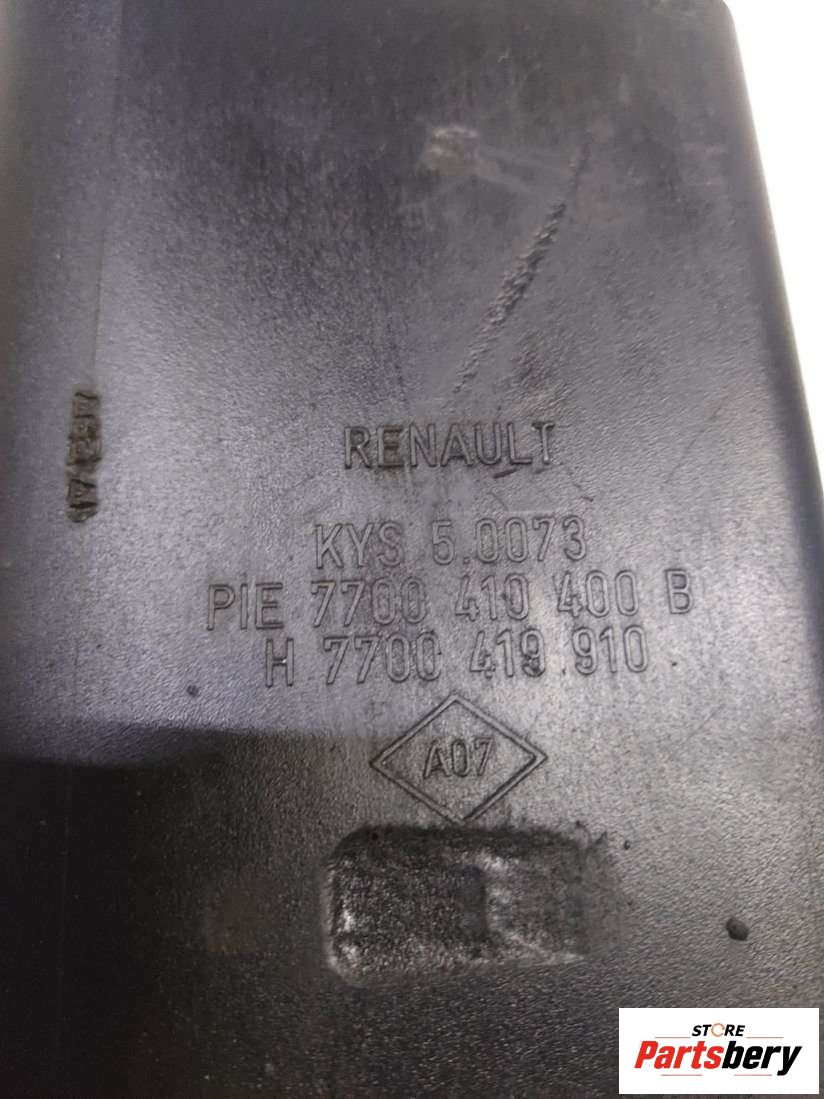 RENAULT
KYS 5.0073
PIE 7700 410 400 B
H 7700 419 910
A07
STORE
Partsbery